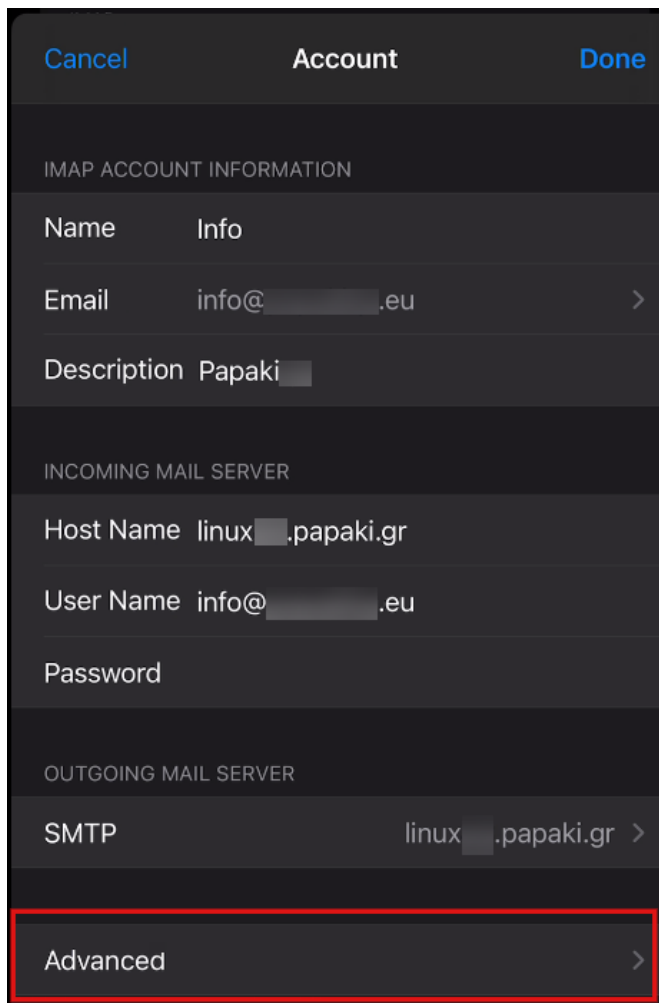 Cancel Account Done
IMAP ACCOUNT INFORMATION
Name Info
Email info@ .eu
Description Papaki
INCOMING MAIL SERVER
Host Name linux .papaki.gr
User Name info@ .eu
Password
OUTGOING MAIL SERVER
SMTP linux .papaki.gr
Advanced